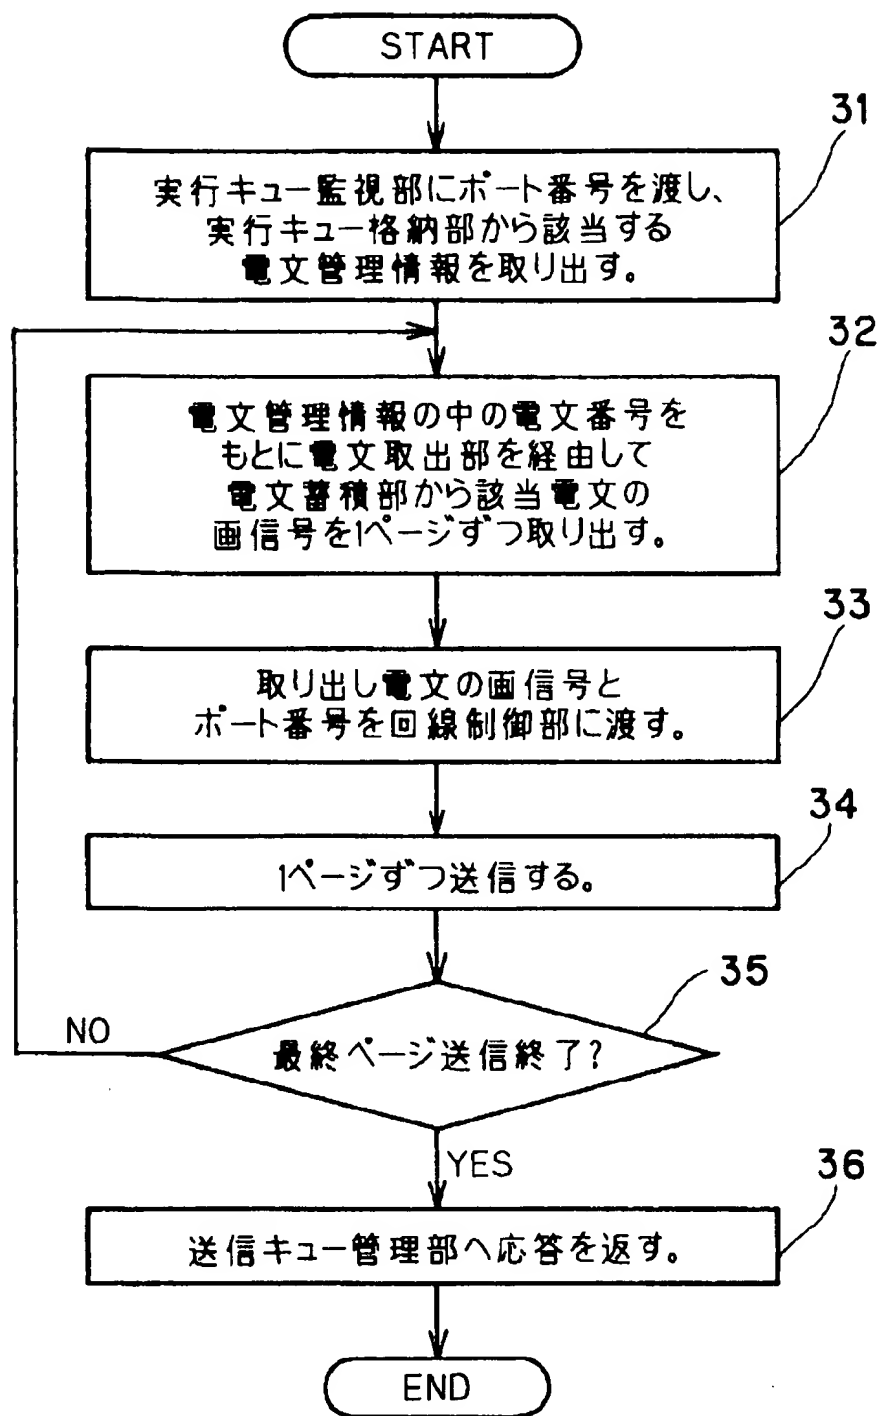 START
31
実行キュー監視部にポート番号を渡し、
実行キュー格納部から該当する
電文管理情報を取り出す。
32
電文管理情報の中の電文番号を
もとに電文取出部を経由して
電文蓄積部から該当電文の
画信号を1ページずつ取り出す。
33
取り出し電文の画信号と
ポート番号を回線制御部に渡す。
34
1ページずつ送信する。
35
NO
最終ページ送信終了?
YES
36
送信キュー管理部へ応答を返す。
END